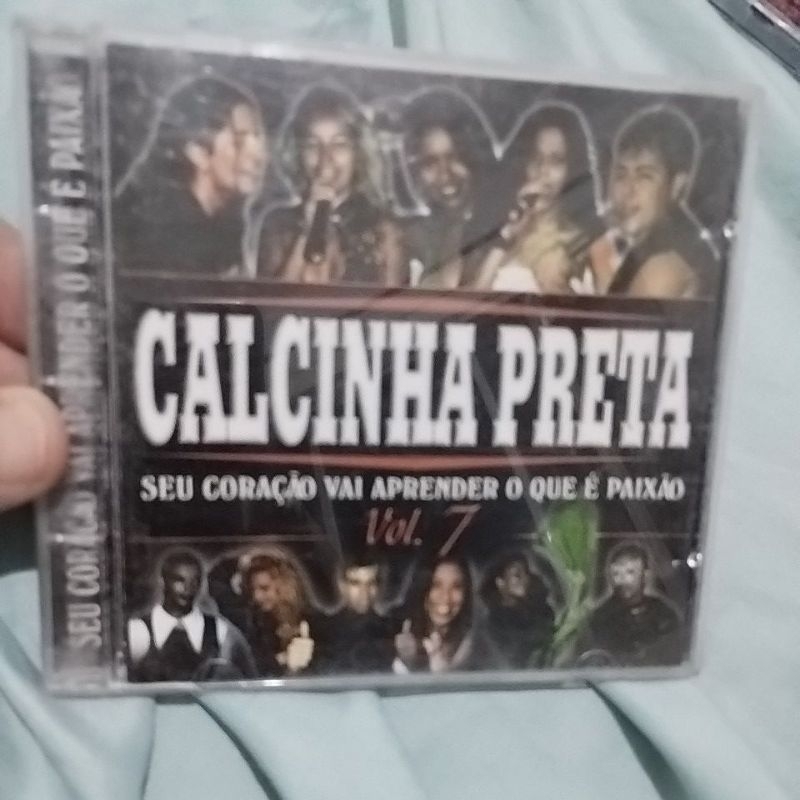 CALCINHA PRETA
SEU CORAÇÃO VAI APRENDER O QUE É PAIXÃO
Vol. 7
SEU CORAÇÃO VAI APRENDER O QUE É PAIXÃO